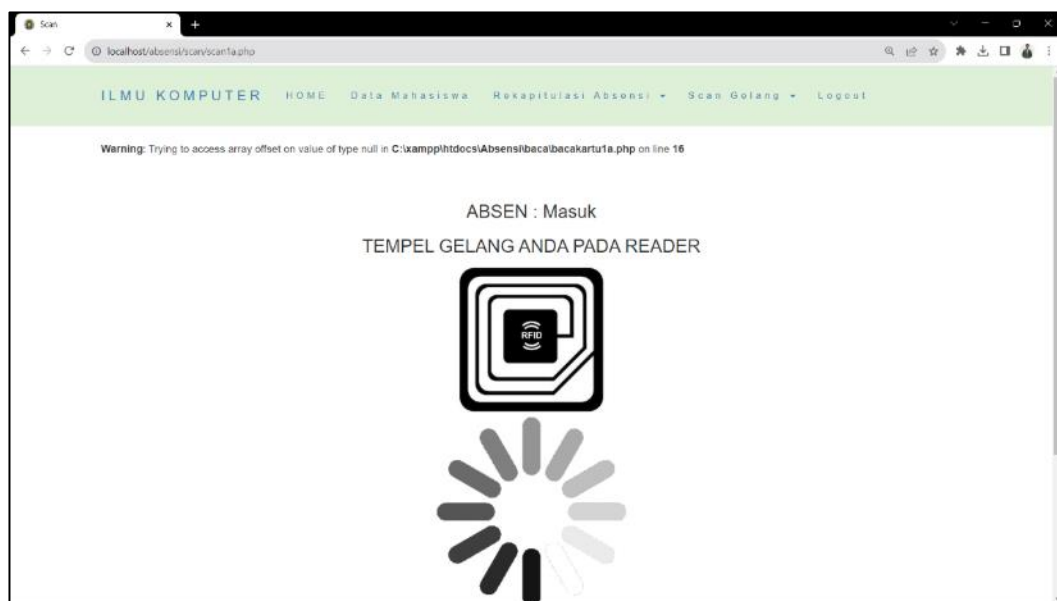 Scan
localhost/absensi/scan/scan1a.php
ILMU KOMPUTER HOME Data Mahasiswa Rekapitulasi Absensi Scan Gelang Logout
Warning: Trying to access array offset on value of type null in C:\xampp\htdocs\Absensi\baca\bacakartu1a.php on line 16
ABSEN : Masuk
TEMPEL GELANG ANDA PADA READER
RFID